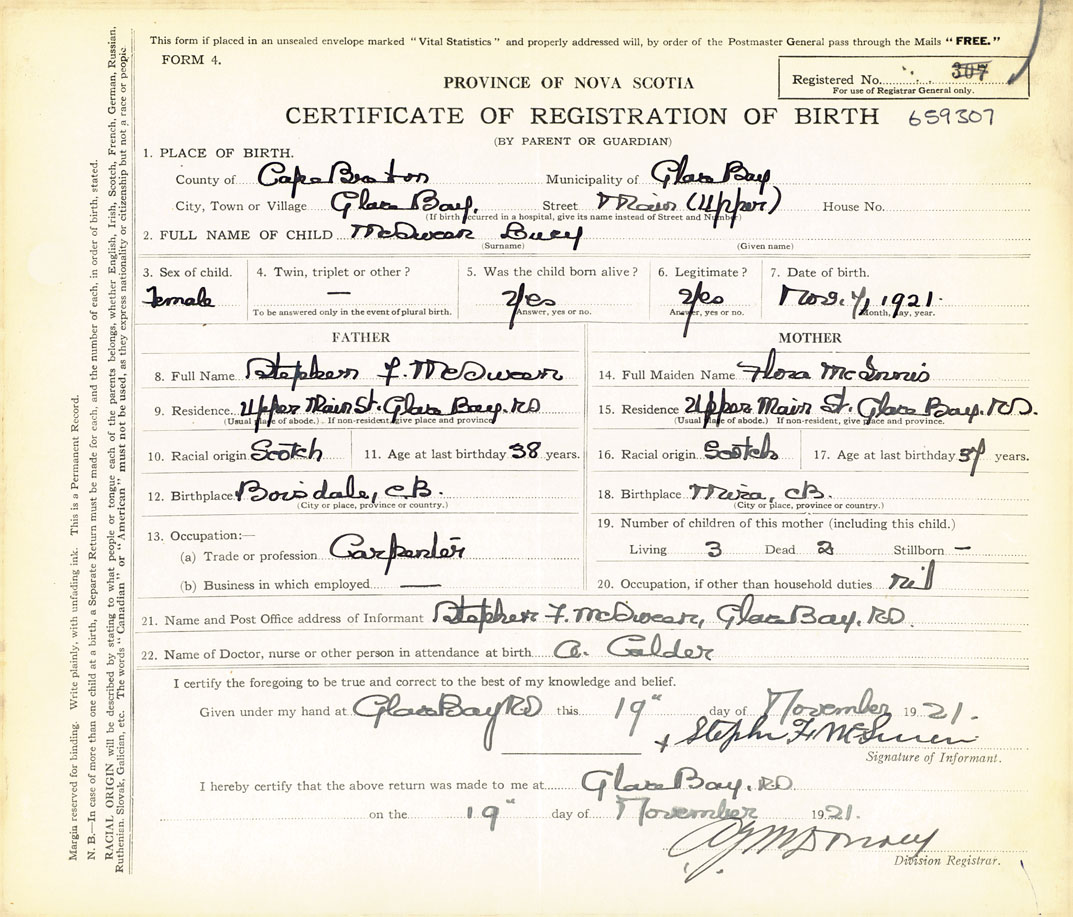 This form if placed in an unsealed envelope marked "Vital Statistics" and properly addressed will, by order of the Postmaster General pass through the Mails "FREE."
FORM 4.
Registered No. 307
For use of Registrar General only.
PROVINCE OF NOVA SCOTIA
CERTIFICATE OF REGISTRATION OF BIRTH 659307
(BY PARENT OR GUARDIAN)
1. PLACE OF BIRTH.
County of Cape Breton Municipality of Glace Bay
City, Town or Village Glace Bay, Street Main (Upper) House No.
(If birth occurred in a hospital, give its name instead of Street and Number)
2. FULL NAME OF CHILD McSween
(Surname) (Given name)
3. Sex of child. 4. Twin, triplet or other? 5. Was the child born alive? 6. Legitimate? 7. Date of birth.
Female — Yes Yes Nov. 4, 1921.
To be answered only in the event of plural birth. Answer, yes or no. Answer, yes or no. Month, day, year.
FATHER MOTHER
8. Full Name Stephen F. McSween
14. Full Maiden Name Flora McInnis
9. Residence Upper Main St. Glace Bay. RD
15. Residence Upper Main St. Glace Bay. RD.
(Usual place of abode.) If non-resident, give place and province
(Usual place of abode.) If non-resident, give place and province.
10. Racial origin Scotch 11. Age at last birthday 38 years.
16. Racial origin Scotch 17. Age at last birthday 37 years.
12. Birthplace Boisdale, CB.
18. Birthplace Mira, CB.
(City or place, province or country.)
(City or place, province or country.)
13. Occupation:—
19. Number of children of this mother (including this child.)
(a) Trade or profession Carpenter
Living 3 Dead 2 Stillborn —
(b) Business in which employed —
20. Occupation, if other than household duties nil
21. Name and Post Office address of Informant Stephen F. McSween, Glace Bay. RD.
22. Name of Doctor, nurse or other person in attendance at birth A. Calder
I certify the foregoing to be true and correct to the best of my knowledge and belief.
Given under my hand at Glace Bay RD this 19" day of November 1921.
x Stephen F. McSween
Signature of Informant.
I hereby certify that the above return was made to me at Glace Bay. RD.
on the 19" day of November 1921.
Division Registrar.
Margin reserved for binding. Write plainly, with unfading ink. This is a Permanent Record.
N. B.—In case of more than one child at a birth, a Separate Return must be made for each, and the number of each, in order of birth, stated.
RACIAL ORIGIN will be described by stating to what people or tongue each of the parents belongs, whether English, Irish, Scotch, French, German, Russian,
Ruthenian, Slovak, Galician, etc. The words "Canadian" or "American" must not be used, as they express nationality or citizenship but not a race or people